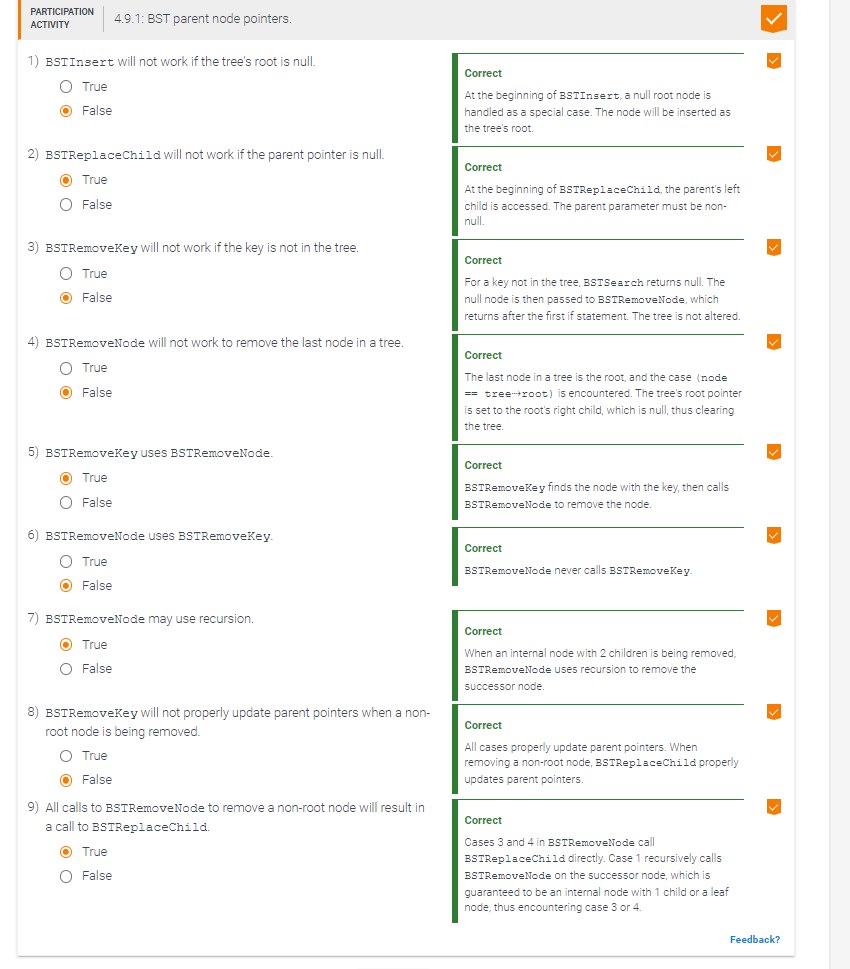 PARTICIPATION
ACTIVITY
4.9.1: BST parent node pointers.
1) BSTInsert will not work if the tree's root is null.
True
False
Correct
At the beginning of BSTInsert, a null root node is
handled as a special case. The node will be inserted as
the tree's root.
2) BSTReplaceChild will not work if the parent pointer is null.
True
False
Correct
At the beginning of BSTReplaceChild, the parent's left
child is accessed. The parent parameter must be non-
null.
3) BSTRemoveKey will not work if the key is not in the tree.
True
False
Correct
For a key not in the tree, BSTSearch returns null. The
null node is then passed to BSTRemoveNode, which
returns after the first if statement. The tree is not altered.
4) BSTRemoveNode will not work to remove the last node in a tree.
True
False
Correct
The last node in a tree is the root, and the case (node
== tree→root) is encountered. The tree's root pointer
is set to the root's right child, which is null, thus clearing
the tree.
5) BSTRemoveKey uses BSTRemoveNode.
True
False
Correct
BSTRemoveKey finds the node with the key, then calls
BSTRemoveNode to remove the node.
6) BSTRemoveNode uses BSTRemoveKey.
True
False
Correct
BSTRemoveNode never calls BSTRemoveKey.
7) BSTRemoveNode may use recursion.
True
False
Correct
When an internal node with 2 children is being removed,
BSTRemoveNode uses recursion to remove the
successor node.
8) BSTRemoveKey will not properly update parent pointers when a non-
root node is being removed.
True
False
Correct
All cases properly update parent pointers. When
removing a non-root node, BSTReplaceChild properly
updates parent pointers.
9) All calls to BSTRemoveNode to remove a non-root node will result in
a call to BSTReplaceChild.
True
False
Correct
Cases 3 and 4 in BSTRemoveNode call
BSTReplaceChild directly. Case 1 recursively calls
BSTRemoveNode on the successor node, which is
guaranteed to be an internal node with 1 child or a leaf
node, thus encountering case 3 or 4.
Feedback?